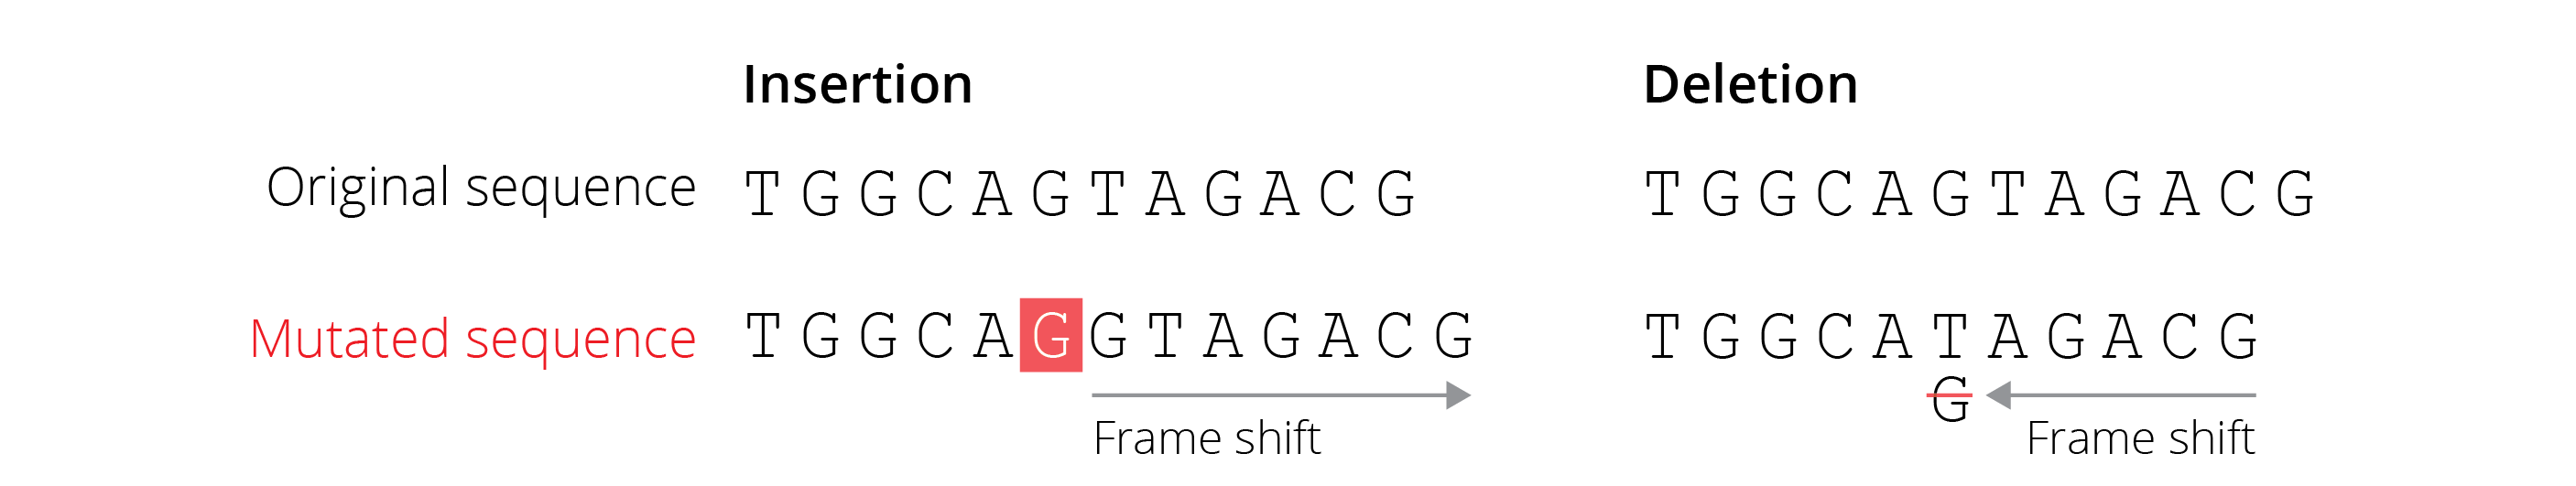 Insertion
Deletion
Original sequence
T G G C A G T A G A C G
T G G C A G T A G A C G
Mutated sequence
T G G C A G G T A G A C G
T G G C A T A G A C G
G
Frame shift
Frame shift